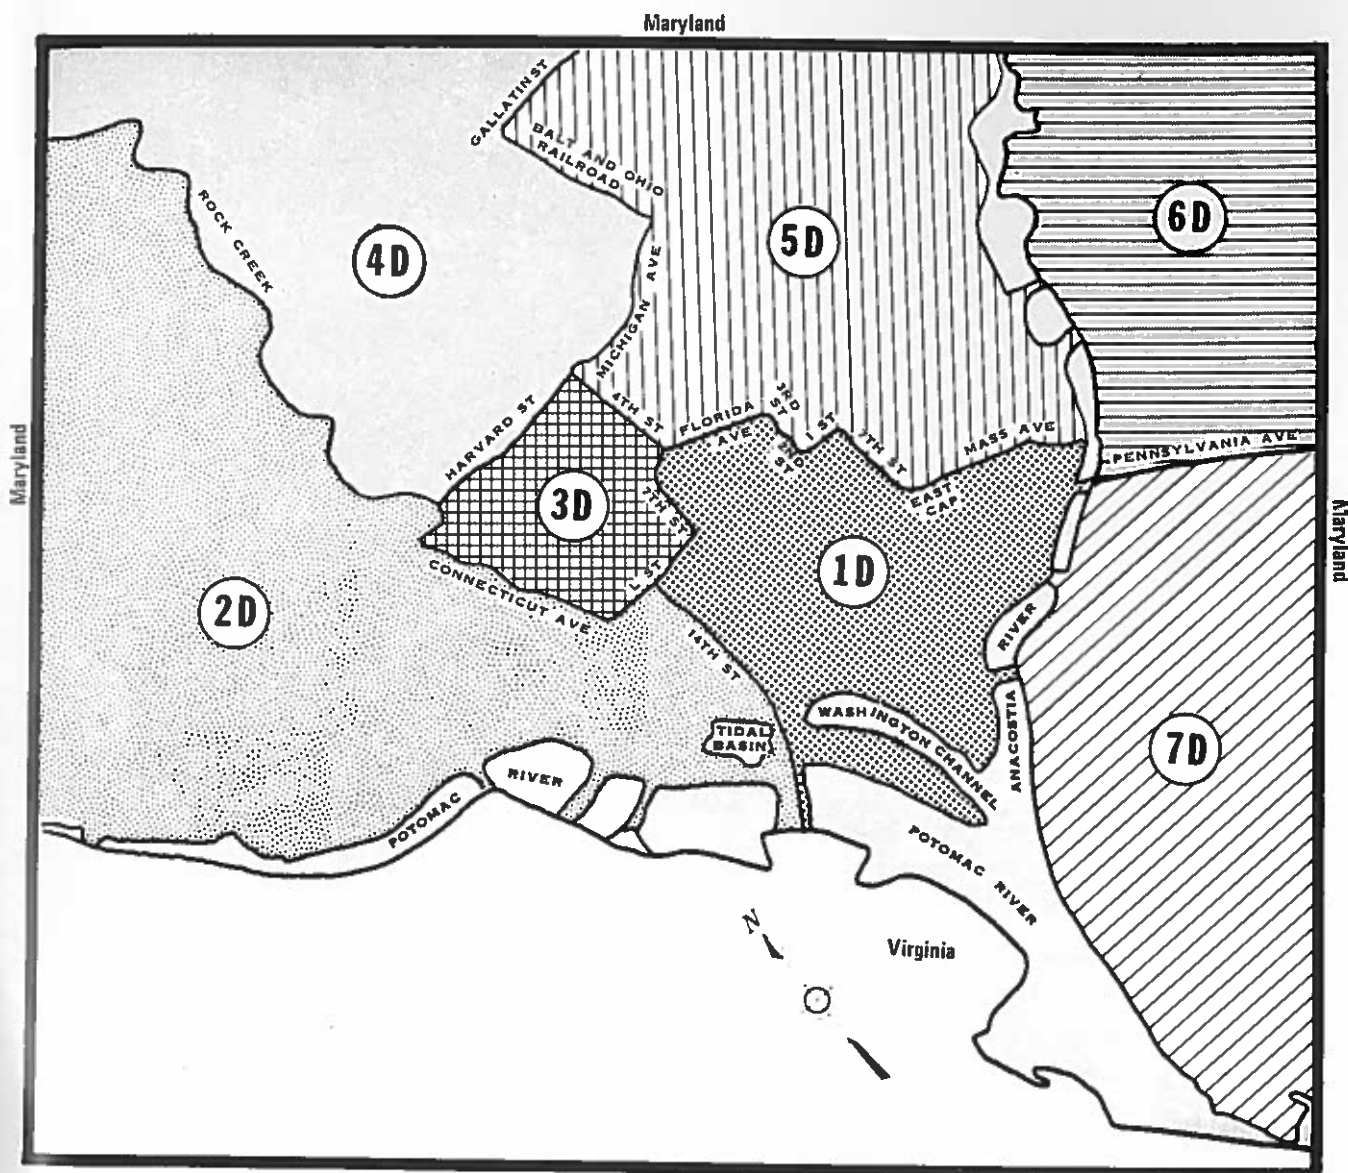 Maryland
GALLATIN ST
BALT AND OHIO
RAILROAD
ROCK CREEK
4D
5D
6D
MICHIGAN AVE
HARVARD ST
4TH ST
FLORIDA
AVE
3RD
ST
2ND
ST
I ST
7TH ST
MASS AVE
EAST
CAP
PENNSYLVANIA AVE
Maryland
Maryland
3D
7TH ST
L ST
1D
2D
CONNECTICUT AVE
14TH ST
RIVER
ANACOSTIA
WASHINGTON CHANNEL
TIDAL
BASIN
7D
POTOMAC
RIVER
POTOMAC RIVER
N
Virginia